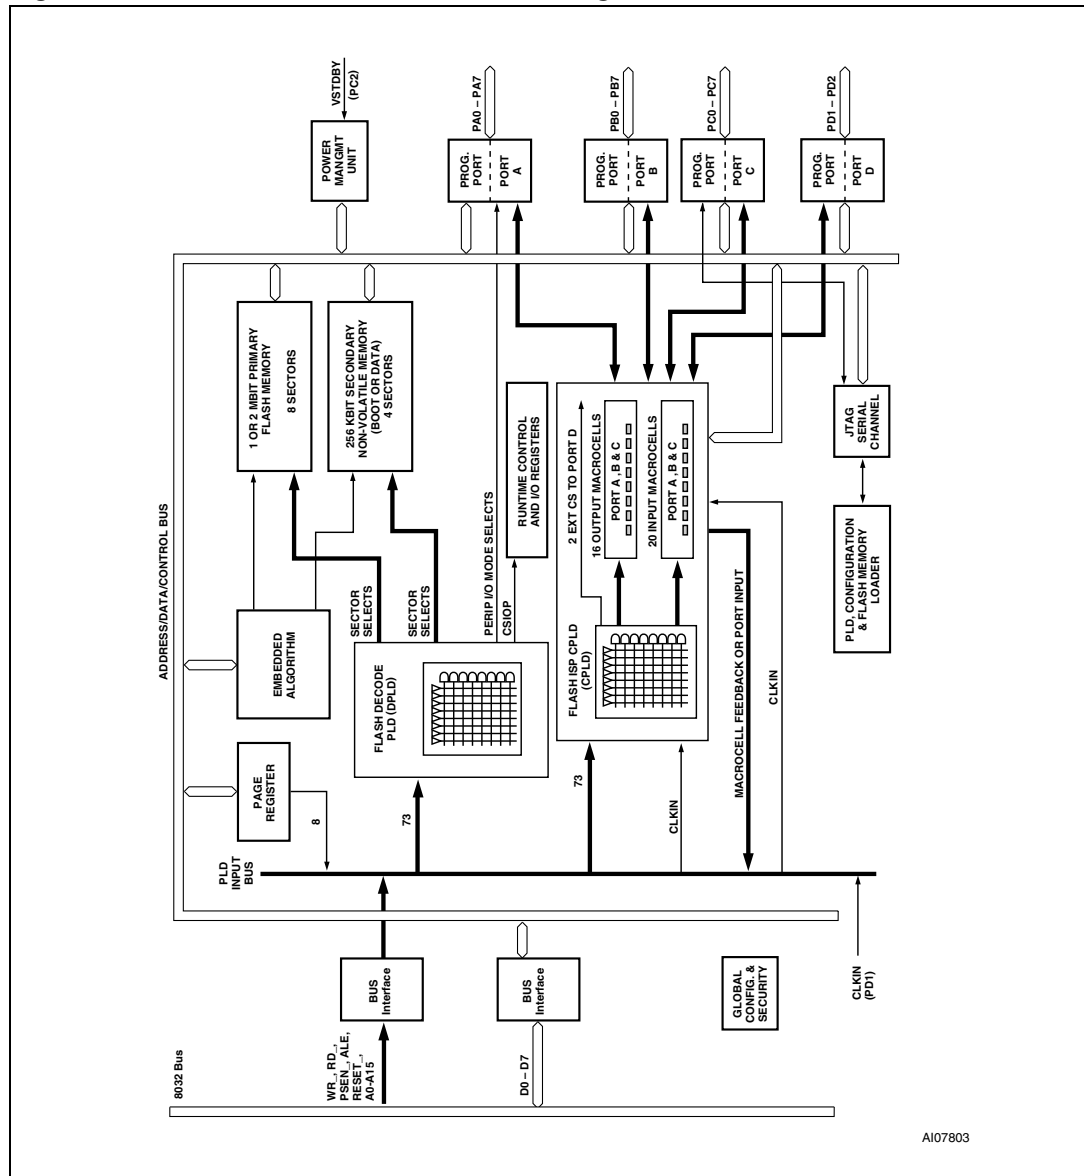 VSTDBY
(PC2)
PA0 – PA7
PB0 – PB7
PC0 – PC7
PD1 – PD2
POWER
MANGMT
UNIT
PROG.
PORT
PORT
A
PROG.
PORT
PORT
B
PROG.
PORT
PORT
C
PROG.
PORT
PORT
D
ADDRESS/DATA/CONTROL BUS
1 OR 2 MBIT PRIMARY
FLASH MEMORY
8 SECTORS
256 KBIT SECONDARY
NON-VOLATILE MEMORY
(BOOT OR DATA)
4 SECTORS
PERIP I/O MODE SELECTS
RUNTIME CONTROL
AND I/O REGISTERS
CSIOP
2 EXT CS TO PORT D
16 OUTPUT MACROCELLS
PORT A ,B & C
20 INPUT MACROCELLS
PORT A ,B & C
JTAG
SERIAL
CHANNEL
PLD, CONFIGURATION
& FLASH MEMORY
LOADER
EMBEDDED
ALGORITHM
SECTOR
SELECTS
SECTOR
SELECTS
FLASH DECODE
PLD (DPLD)
FLASH ISP CPLD
(CPLD)
MACROCELL FEEDBACK OR PORT INPUT
CLKIN
PAGE
REGISTER
8
73
73
CLKIN
PLD
INPUT
BUS
BUS
Interface
BUS
Interface
GLOBAL
CONFIG. &
SECURITY
CLKIN
(PD1)
8032 Bus
WR_, RD_,
PSEN_, ALE,
RESET_,
A0-A15
D0 – D7
AI07803